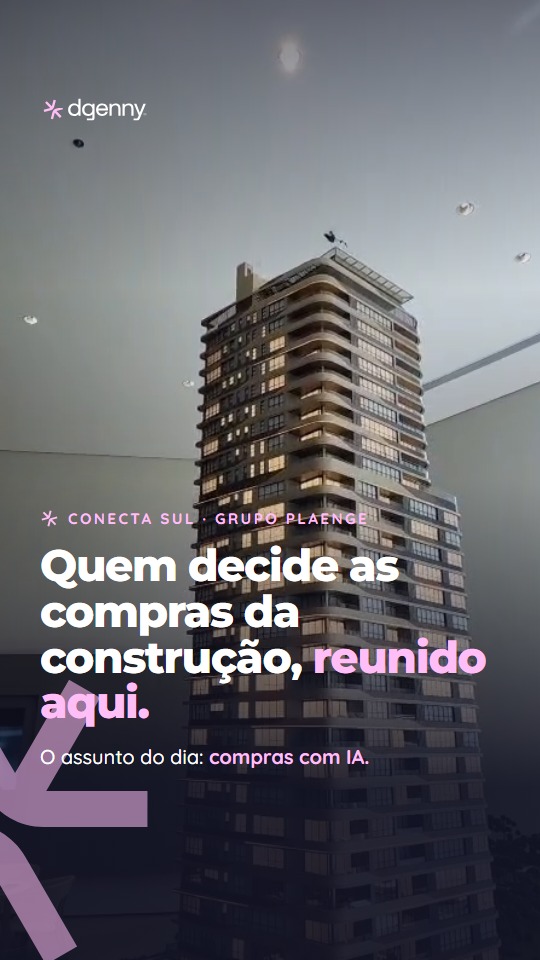 dgenny
CONECTA SUL · GRUPO PLAENGE
Quem decide as
compras da
construção, reunido
aqui.
O assunto do dia: compras com IA.